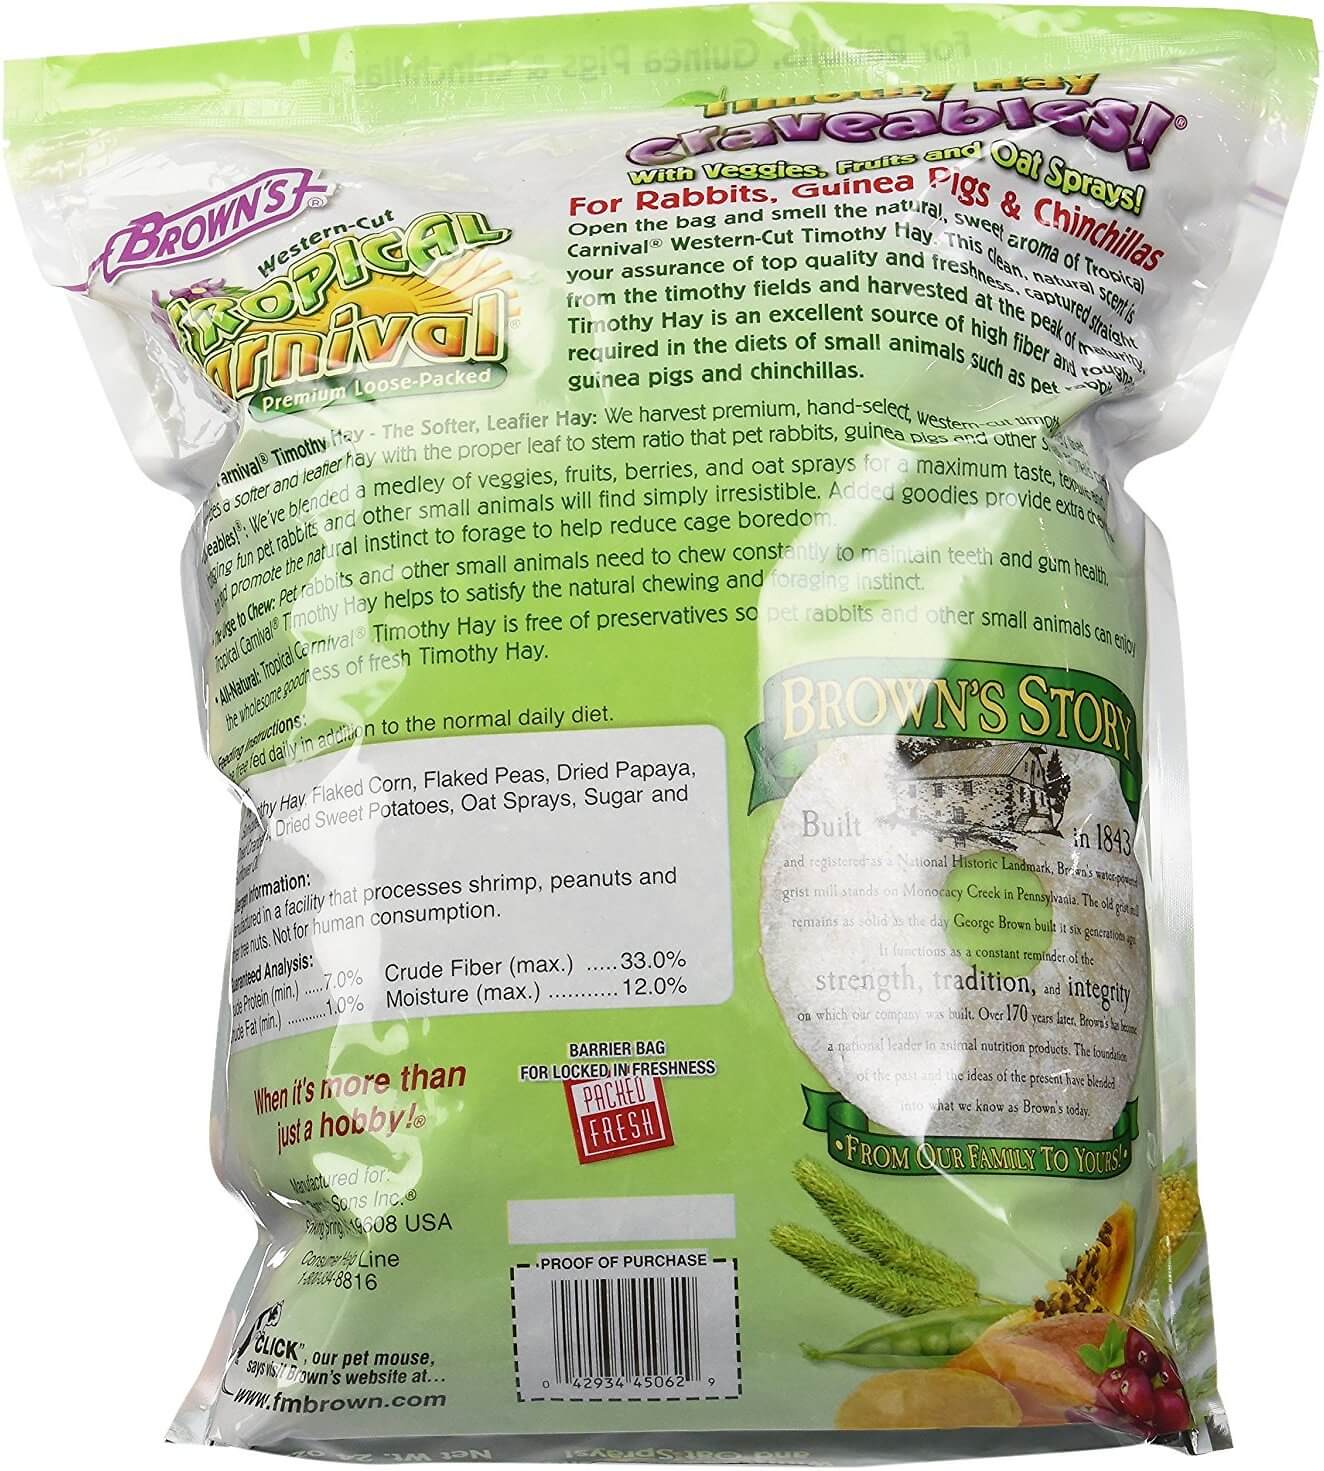 For Rabbits, Guinea Pigs & Chinchillas
Timothy Hay
craveables!®
With Veggies, Fruits and Oat Sprays!
BROWN'S®
Western-Cut
TROPICAL
Carnival®
Premium Loose-Packed
For Rabbits, Guinea Pigs & Chinchillas
Open the bag and smell the natural, sweet aroma of Tropical
Carnival® Western-Cut Timothy Hay. This clean, natural scent is
your assurance of top quality and freshness, captured straight
from the timothy fields and harvested at the peak of maturity.
Timothy Hay is an excellent source of high fiber and
required in the diets of small animals such as pet
guinea pigs and chinchillas.
Timothy Hay - The Softer, Leafier Hay: We harvest premium, hand-select, western-cut
a softer and leafier hay with the proper leaf to stem ratio that pet rabbits, guinea pigs and other
We've blended a medley of veggies, fruits, berries, and oat sprays for a maximum taste, texture and
fun pet rabbits and other small animals will find simply irresistible. Added goodies provide extra
and promote the natural instinct to forage to help reduce cage boredom.
The Urge to Chew: Pet rabbits and other small animals need to chew constantly to maintain teeth and gum health.
Tropical Carnival® Timothy Hay helps to satisfy the natural chewing and foraging instinct.
• All-Natural: Tropical Carnival® Timothy Hay is free of preservatives so pet rabbits and other small animals can enjoy
the wholesome goodness of fresh Timothy Hay.
Feeding Instructions:
free fed daily in addition to the normal daily diet.
Hay, Flaked Corn, Flaked Peas, Dried Papaya,
Dried Sweet Potatoes, Oat Sprays, Sugar and
Information:
in a facility that processes shrimp, peanuts and
tree nuts. Not for human consumption.
Analysis:
Protein (min.) .....7.0% Crude Fiber (max.) .....33.0%
Fat (min.) ...........1.0% Moisture (max.) ...........12.0%
When it's more than
just a hobby!®
Manufactured for:
Sons Inc.®
19608 USA
Consumer Help Line
8816
"CLICK", our pet mouse,
says visit Brown's website at...
www.fmbrown.com
BARRIER BAG
FOR LOCKED IN FRESHNESS
PACKED
FRESH
PROOF OF PURCHASE
0 42934 45062 9
BROWN'S STORY
Built in 1843
and registered as a National Historic Landmark, Brown's water-powered
grist mill stands on Monocacy Creek in Pennsylvania. The old grist mill
remains as solid as the day George Brown built it six generations ago.
It functions as a constant reminder of the
strength, tradition, and integrity
on which our company was built. Over 170 years later, Brown's has become
a national leader in animal nutrition products. The foundation
of the past and the ideas of the present have blended
into what we know as Brown's today.
•FROM OUR FAMILY TO YOURS!•
Net Wt. 24
and Oat Sprays!